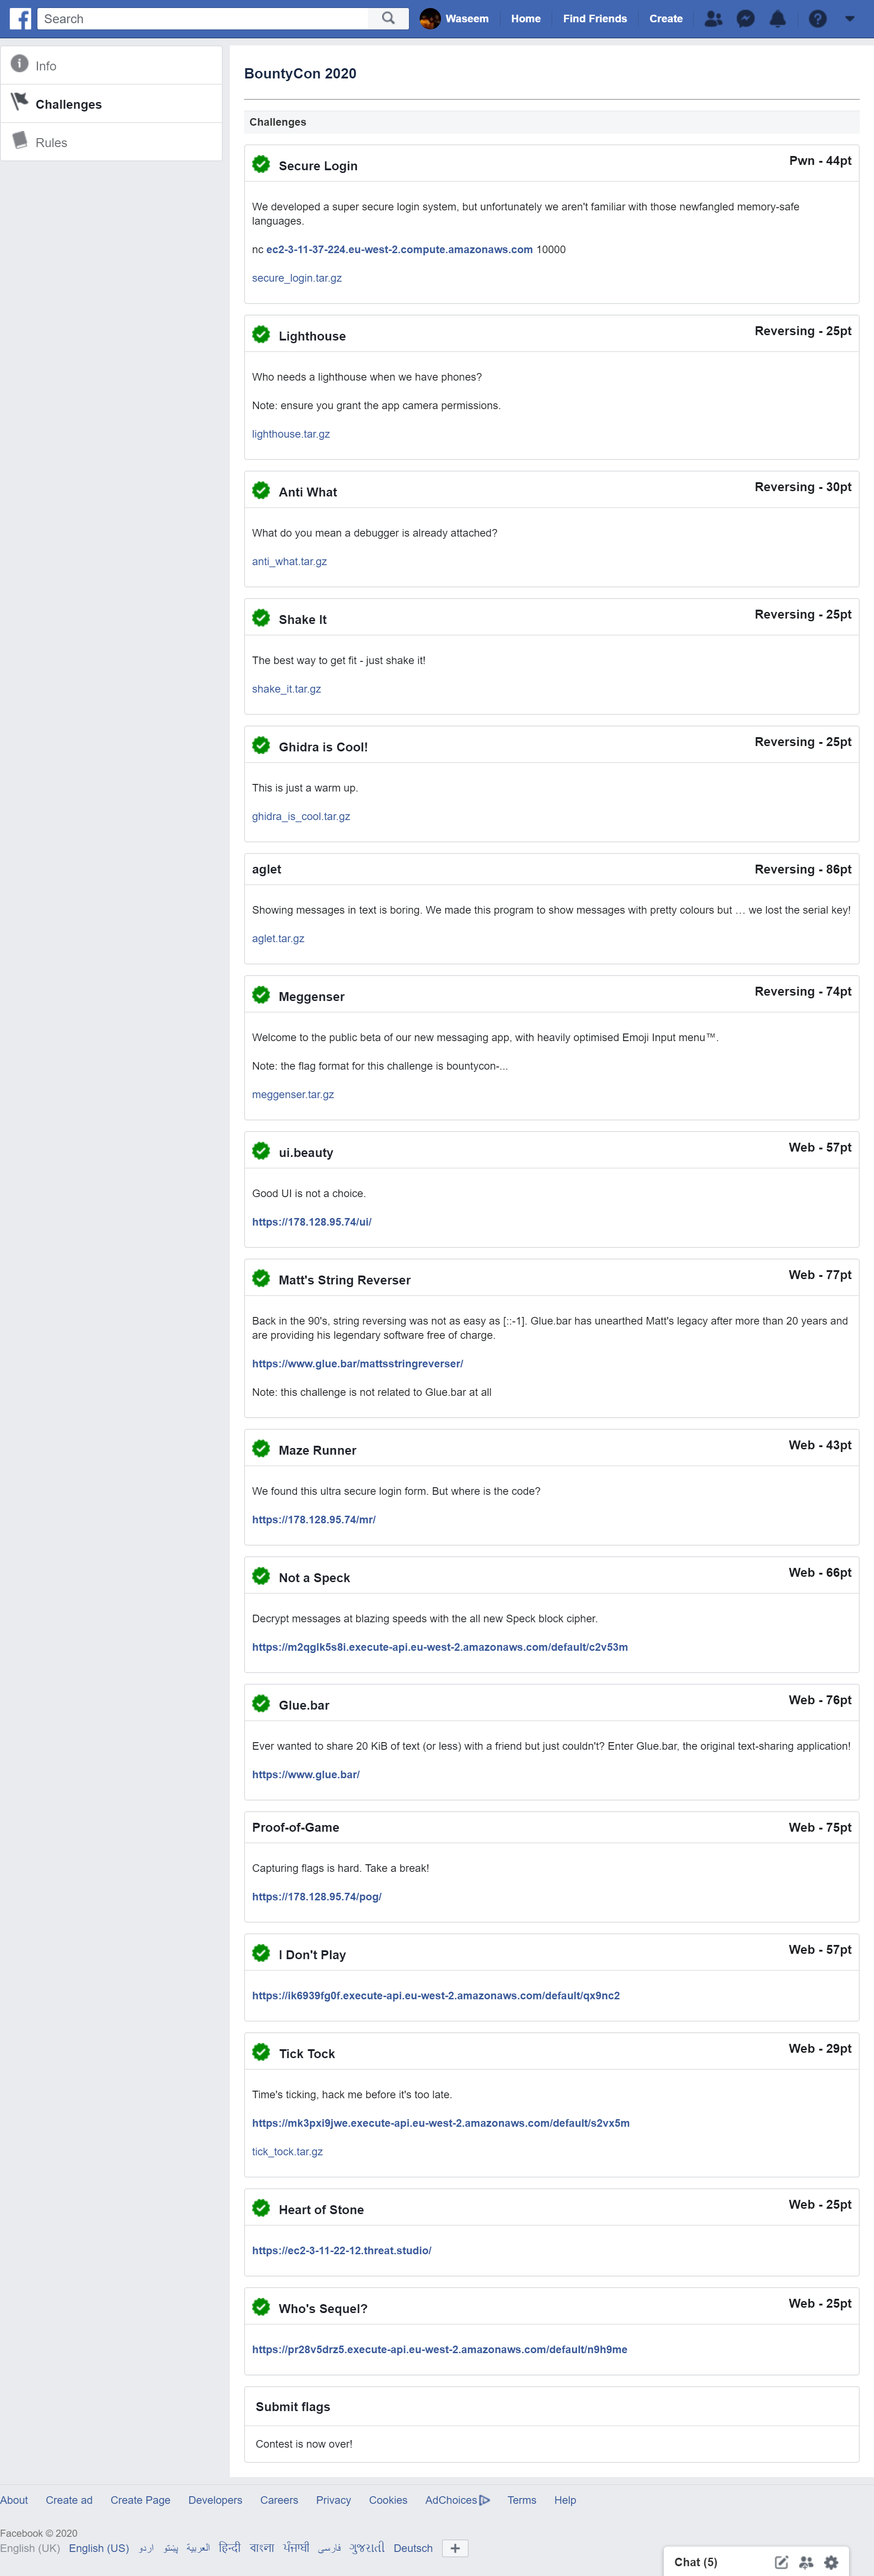 Search
Waseem
Home
Find Friends
Create
Info
Challenges
Rules
BountyCon 2020
Challenges
Secure Login
Pwn - 44pt
We developed a super secure login system, but unfortunately we aren't familiar with those newfangled memory-safe
languages.
nc ec2-3-11-37-224.eu-west-2.compute.amazonaws.com 10000
secure_login.tar.gz
Lighthouse
Reversing - 25pt
Who needs a lighthouse when we have phones?
Note: ensure you grant the app camera permissions.
lighthouse.tar.gz
Anti What
Reversing - 30pt
What do you mean a debugger is already attached?
anti_what.tar.gz
Shake It
Reversing - 25pt
The best way to get fit - just shake it!
shake_it.tar.gz
Ghidra is Cool!
Reversing - 25pt
This is just a warm up.
ghidra_is_cool.tar.gz
aglet
Reversing - 86pt
Showing messages in text is boring. We made this program to show messages with pretty colours but … we lost the serial key!
aglet.tar.gz
Meggenser
Reversing - 74pt
Welcome to the public beta of our new messaging app, with heavily optimised Emoji Input menu™.
Note: the flag format for this challenge is bountycon-...
meggenser.tar.gz
ui.beauty
Web - 57pt
Good UI is not a choice.
https://178.128.95.74/ui/
Matt's String Reverser
Web - 77pt
Back in the 90's, string reversing was not as easy as [::-1]. Glue.bar has unearthed Matt's legacy after more than 20 years and
are providing his legendary software free of charge.
https://www.glue.bar/mattsstringreverser/
Note: this challenge is not related to Glue.bar at all
Maze Runner
Web - 43pt
We found this ultra secure login form. But where is the code?
https://178.128.95.74/mr/
Not a Speck
Web - 66pt
Decrypt messages at blazing speeds with the all new Speck block cipher.
https://m2qglk5s8i.execute-api.eu-west-2.amazonaws.com/default/c2v53m
Glue.bar
Web - 76pt
Ever wanted to share 20 KiB of text (or less) with a friend but just couldn't? Enter Glue.bar, the original text-sharing application!
https://www.glue.bar/
Proof-of-Game
Web - 75pt
Capturing flags is hard. Take a break!
https://178.128.95.74/pog/
I Don't Play
Web - 57pt
https://ik6939fg0f.execute-api.eu-west-2.amazonaws.com/default/qx9nc2
Tick Tock
Web - 29pt
Time's ticking, hack me before it's too late.
https://mk3pxi9jwe.execute-api.eu-west-2.amazonaws.com/default/s2vx5m
tick_tock.tar.gz
Heart of Stone
Web - 25pt
https://ec2-3-11-22-12.threat.studio/
Who's Sequel?
Web - 25pt
https://pr28v5drz5.execute-api.eu-west-2.amazonaws.com/default/n9h9me
Submit flags
Contest is now over!
About Create ad Create Page Developers Careers Privacy Cookies AdChoices Terms Help
Facebook © 2020
English (UK) English (US) اردو پښتو العربية हिन्दी বাংলা ਪੰਜਾਬੀ فارسی ગુજરાતી Deutsch
Chat (5)